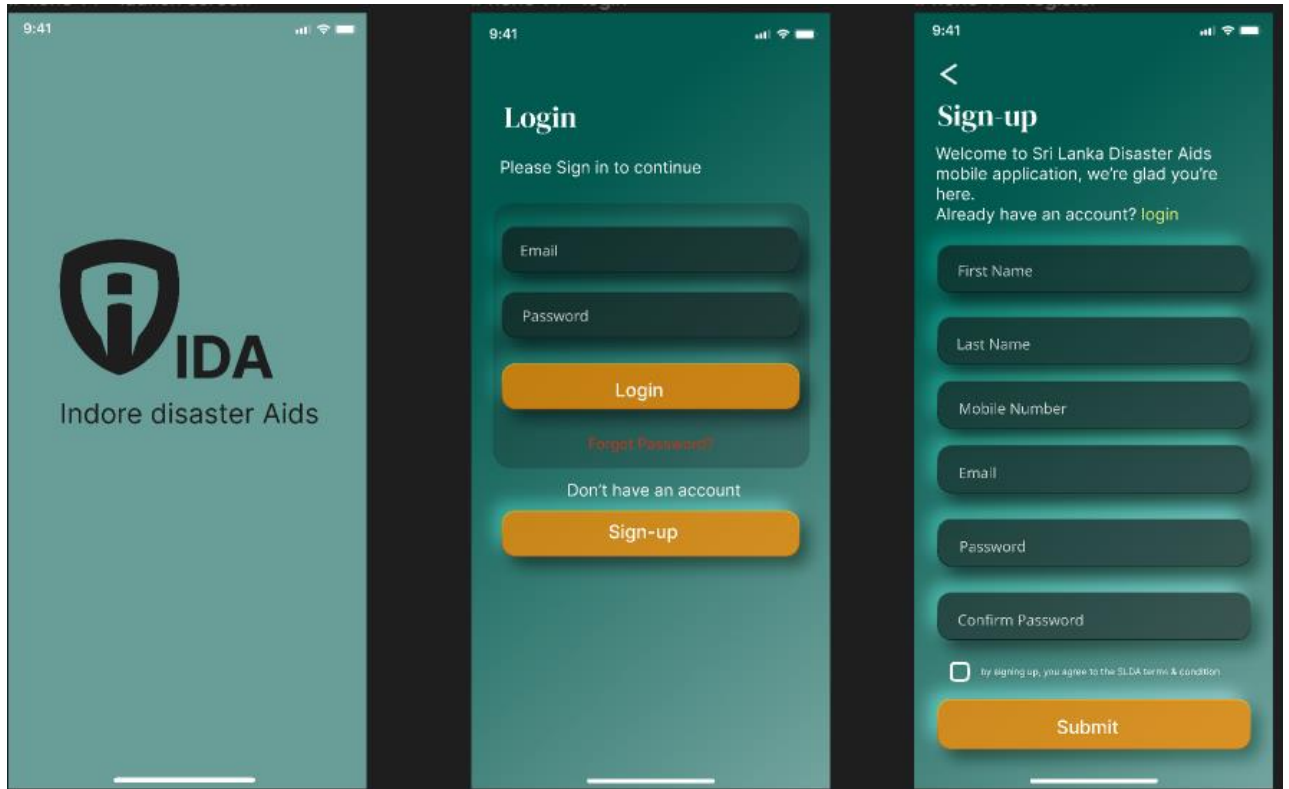 9:41
IDA
Indore disaster Aids
9:41
Login
Please Sign in to continue
Email
Password
Login
Forgot Password?
Don't have an account
Sign-up
9:41
Sign-up
Welcome to Sri Lanka Disaster Aids
mobile application, we're glad you're
here.
Already have an account? login
First Name
Last Name
Mobile Number
Email
Password
Confirm Password
by signing up, you agree to the SLDA terms & condition
Submit